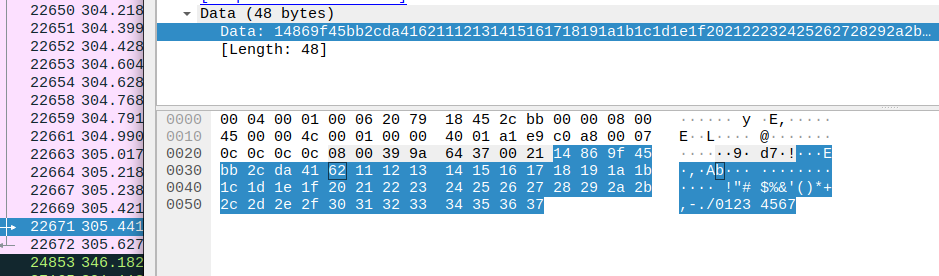 22650 304.218
22651 304.399
22652 304.428
22653 304.604
22654 304.628
22658 304.768
22659 304.791
22661 304.990
22663 305.017
22664 305.218
22667 305.238
22669 305.421
22671 305.441
22672 305.627
24853 346.182
Data (48 bytes)
Data: 14869f45bb2cda41621112131415161718191a1b1c1d1e1f202122232425262728292a2b…
[Length: 48]
0000 00 04 00 01 00 06 20 79 18 45 2c bb 00 00 08 00 ······ y ·E,·····
0010 45 00 00 4c 00 01 00 00 40 01 a1 e9 c0 a8 00 07 E··L···· @·······
0020 0c 0c 0c 0c 08 00 39 9a 64 37 00 21 14 86 9f 45 ······9· d7·!···E
0030 bb 2c da 41 62 11 12 13 14 15 16 17 18 19 1a 1b ·,·Ab··· ········
0040 1c 1d 1e 1f 20 21 22 23 24 25 26 27 28 29 2a 2b ···· !"# $%&'()*+
0050 2c 2d 2e 2f 30 31 32 33 34 35 36 37 ,-./0123 4567